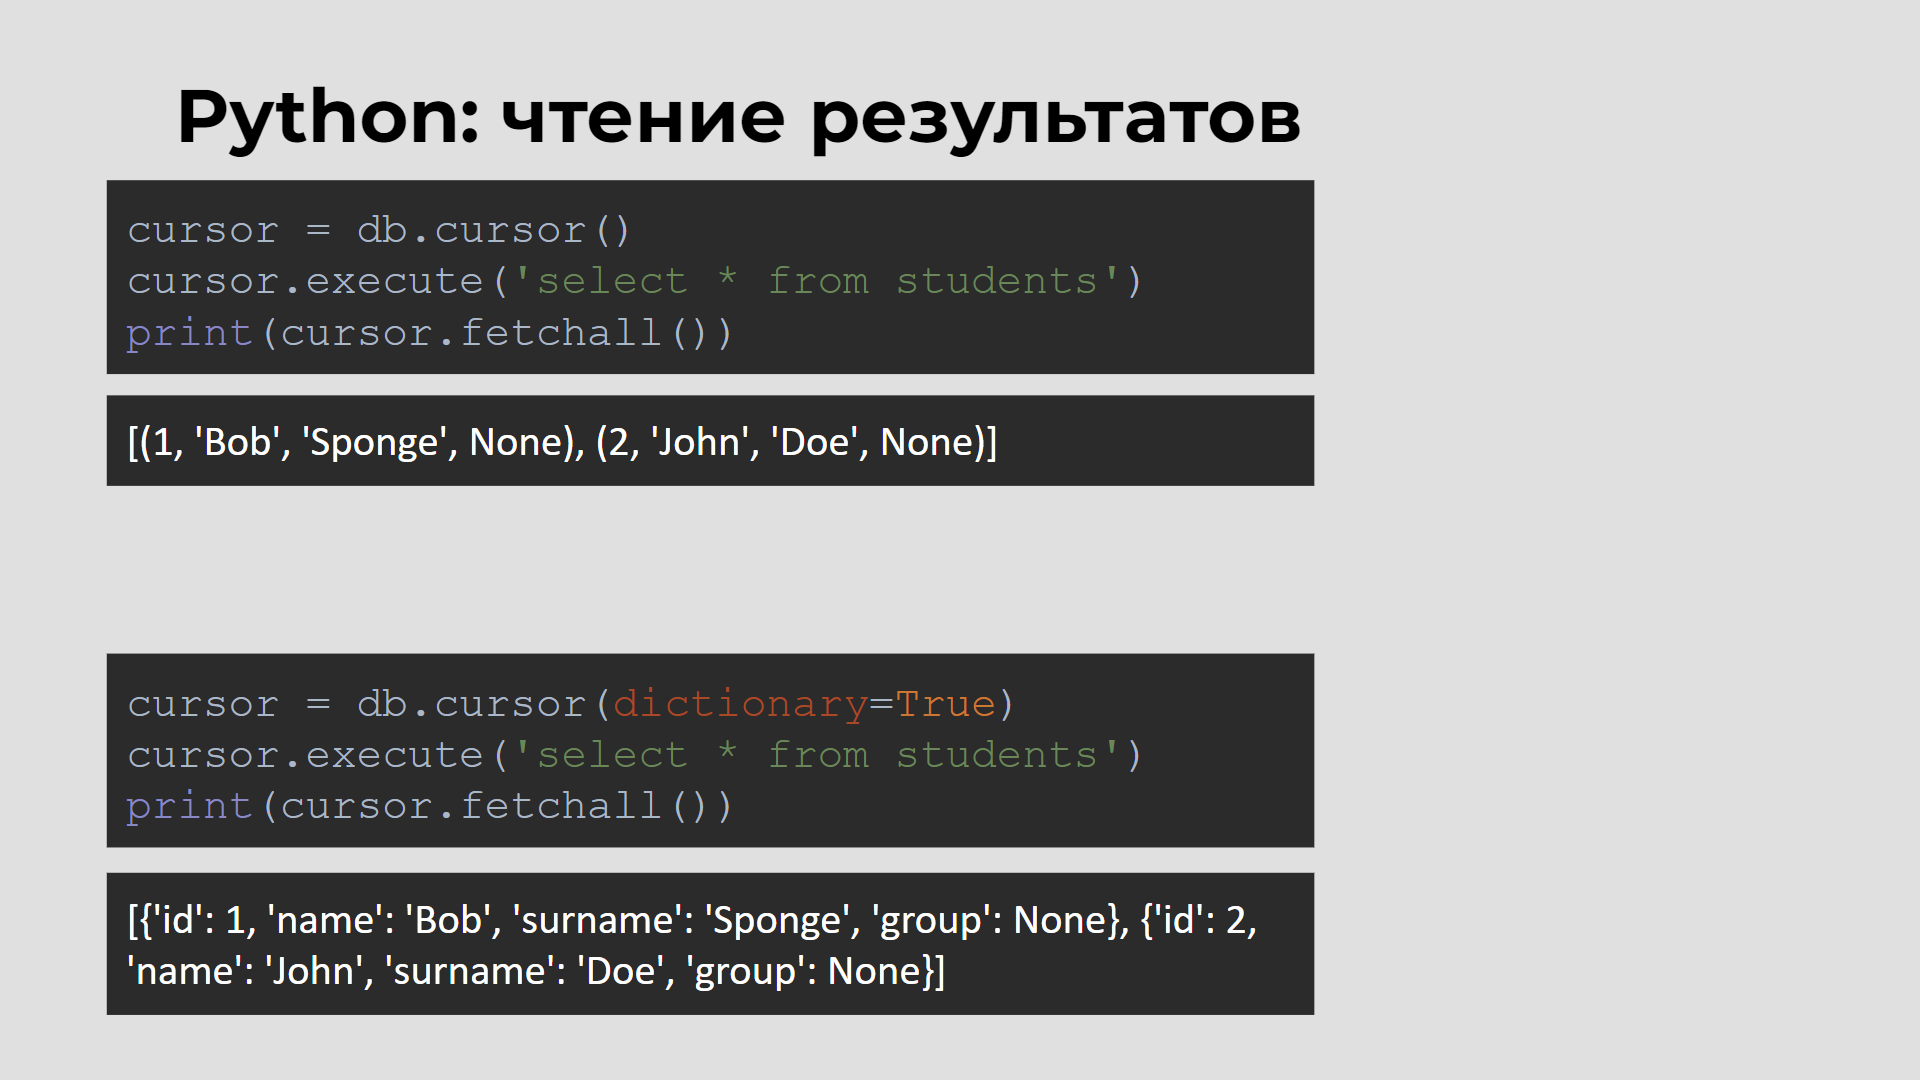 Python: чтение результатов
cursor = db.cursor()
cursor.execute('select * from students')
print(cursor.fetchall())
[(1, 'Bob', 'Sponge', None), (2, 'John', 'Doe', None)]
cursor = db.cursor(dictionary=True)
cursor.execute('select * from students')
print(cursor.fetchall())
[{'id': 1, 'name': 'Bob', 'surname': 'Sponge', 'group': None}, {'id': 2,
'name': 'John', 'surname': 'Doe', 'group': None}]